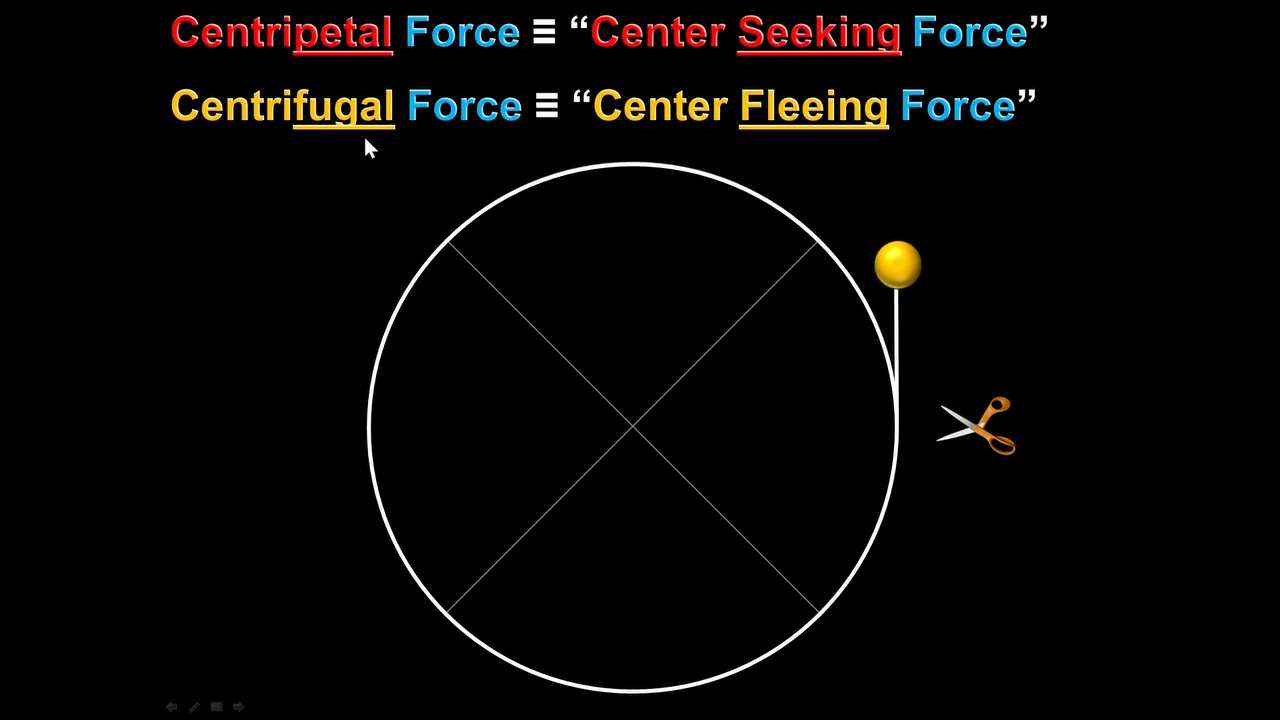 Centripetal Force ≡ “Center Seeking Force”
Centrifugal Force ≡ “Center Fleeing Force”